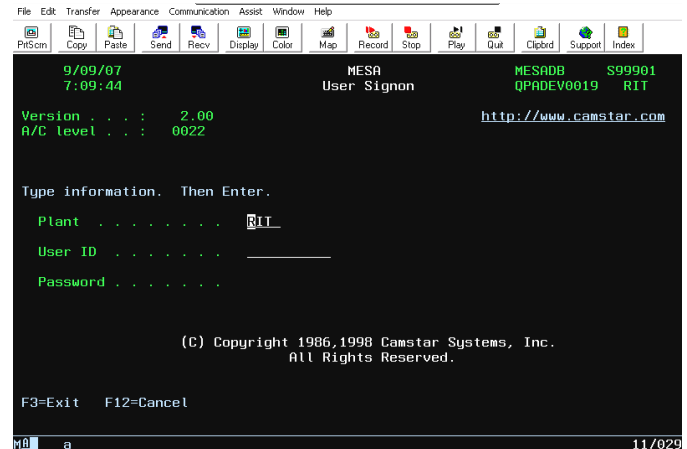 File Edit Transfer Appearance Communication Assist Window Help
PrtScrn Copy Paste Send Recv Display Color Map Record Stop Play Quit Clipbrd Support Index
9/09/07 MESA MESADB S99901
7:09:44 User Signon QPADEV0019 RIT
Version . . . : 2.00 http://www.camstar.com
A/C level . . : 0022
Type information. Then Enter.
Plant . . . . . . . . RIT
User ID . . . . . . .
Password . . . . . . .
(C) Copyright 1986,1998 Camstar Systems, Inc.
All Rights Reserved.
F3=Exit F12=Cancel
MA a 11/029